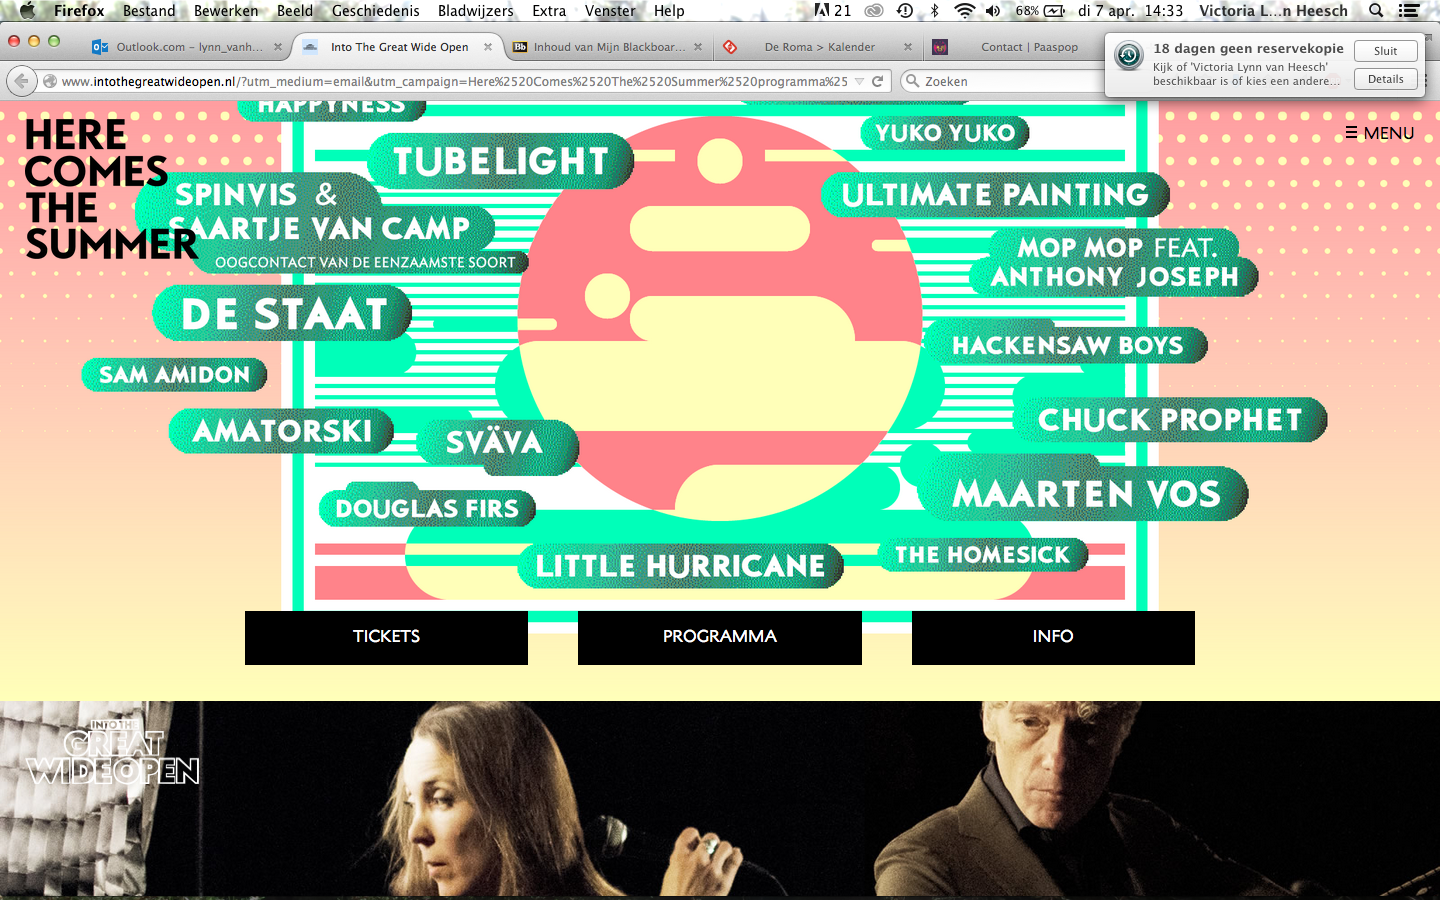 Firefox Bestand Bewerken Beeld Geschiedenis Bladwijzers Extra Venster Help 21 68% di 7 apr. 14:33 Victoria L...n Heesch
Outlook.com – lynn_vanh... × Into The Great Wide Open × Bb Inhoud van Mijn Blackboar... × De Roma > Kalender × Contact | Paaspop
www.intothegreatwideopen.nl/?utm_medium=email&utm_campaign=Here%2520Comes%2520The%2520Summer%2520programma%25 Zoeken
18 dagen geen reservekopie
Kijk of 'Victoria Lynn van Heesch'
beschikbaar is of kies een andere...
Sluit
Details
HERE
COMES
THE
SUMMER
MENU
HAPPYNESS
YUKO YUKO
TUBELIGHT
SPINVIS &
SAARTJE VAN CAMP
OOGCONTACT VAN DE EENZAAMSTE SOORT
ULTIMATE PAINTING
MOP MOP FEAT.
ANTHONY JOSEPH
DE STAAT
HACKENSAW BOYS
SAM AMIDON
CHUCK PROPHET
AMATORSKI
SVÄVA
MAARTEN VOS
DOUGLAS FIRS
THE HOMESICK
LITTLE HURRICANE
TICKETS
PROGRAMMA
INFO
INTO THE
GREAT
WIDEOPEN